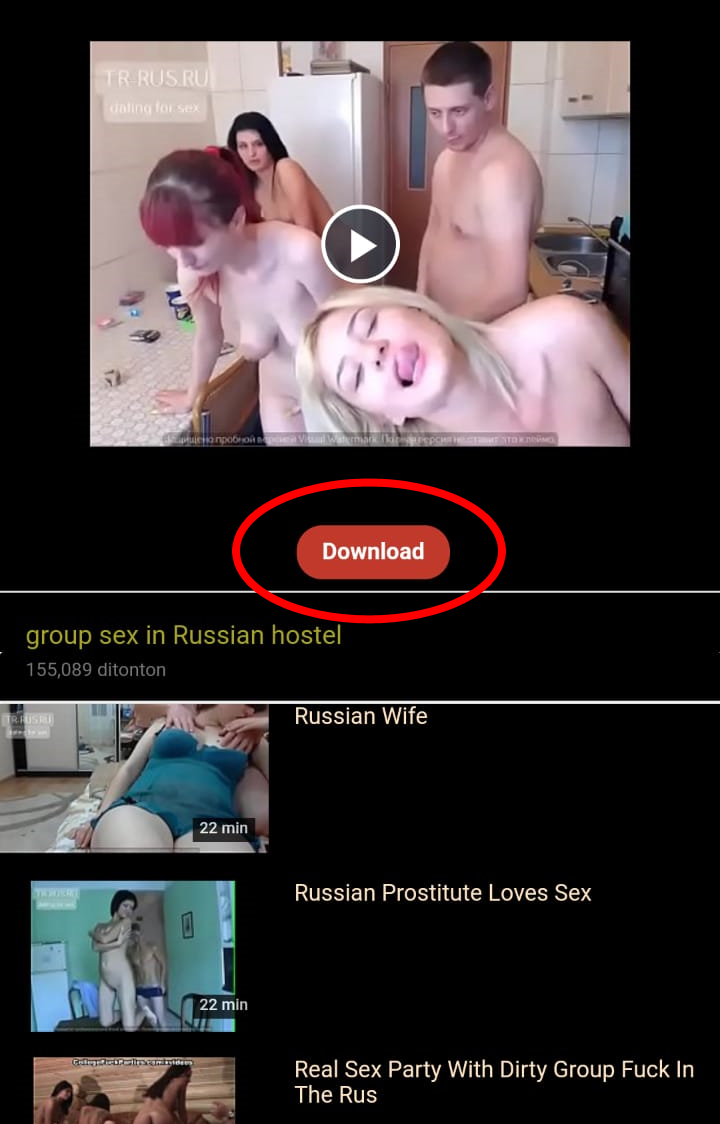 TR-RUS.RU
dating for sex
защищено пробной версией Visual Watermark. Полная версия не ставит это клеймо.
Download
group sex in Russian hostel
155,089 ditonton
TR-RUS.RU
dating for sex
Russian Wife
22 min
TR-RUS.RU
dating for sex
Russian Prostitute Loves Sex
22 min
CollegeFuckParties.com/xvideos
Real Sex Party With Dirty Group Fuck In
The Rus